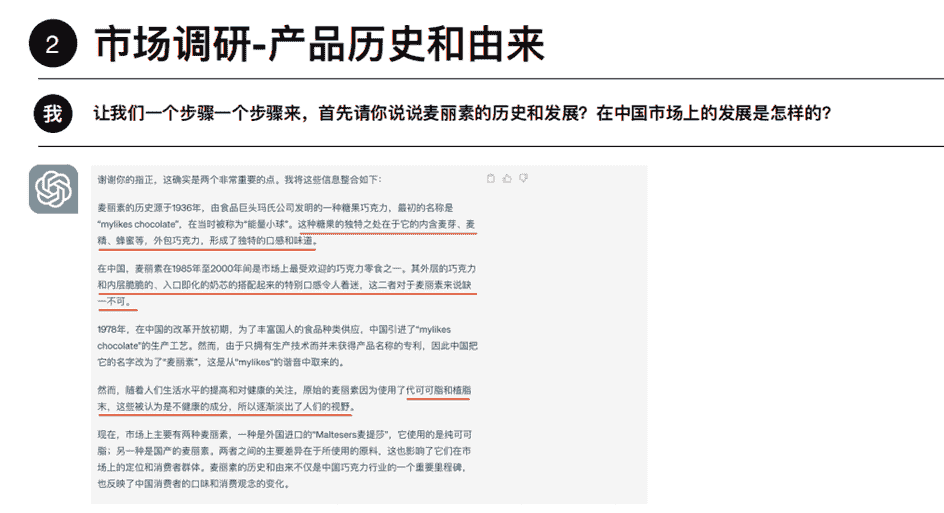 2
市场调研-产品历史和由来
我
让我们一个步骤一个步骤来，首先请你说说麦丽素的历史和发展？在中国市场上的发展是怎样的？
谢谢你的指正，这确实是两个非常重要的点。我将这些信息整合如下：
麦丽素的历史源于1936年，由食品巨头玛氏公司发明的一种糖果巧克力，最初的名称是
“mylikes chocolate”，在当时被称为“能量小球”。这种糖果的独特之处在于它的内含麦芽、麦
精、蜂蜜等，外包巧克力，形成了独特的口感和味道。
在中国，麦丽素在1985年至2000年间是市场上最受欢迎的巧克力零食之一。其外层的巧克力
和内层脆脆的、入口即化的奶芯的搭配起来的特别口感令人着迷，这二者对于麦丽素来说缺
一不可。
1978年，在中国的改革开放初期，为了丰富国人的食品种类供应，中国引进了“mylikes
chocolate”的生产工艺。然而，由于只拥有生产技术而并未获得产品名称的专利，因此中国把
它的名字改为了“麦丽素”，这是从“mylikes”的谐音中取来的。
然而，随着人们生活水平的提高和对健康的关注，原始的麦丽素因为使用了代可可脂和植脂
末，这些被认为是不健康的成分，所以逐渐淡出了人们的视野。
现在，市场上主要有两种麦丽素，一种是外国进口的“Maltesers麦提莎”，它使用的是纯可可
脂；另一种是国产的麦丽素。两者之间的主要差异在于所使用的原料，这也影响了它们在市
场上的定位和消费者群体。麦丽素的历史和由来不仅是中国巧克力行业的一个重要里程碑，
也反映了中国消费者的口味和消费观念的变化。